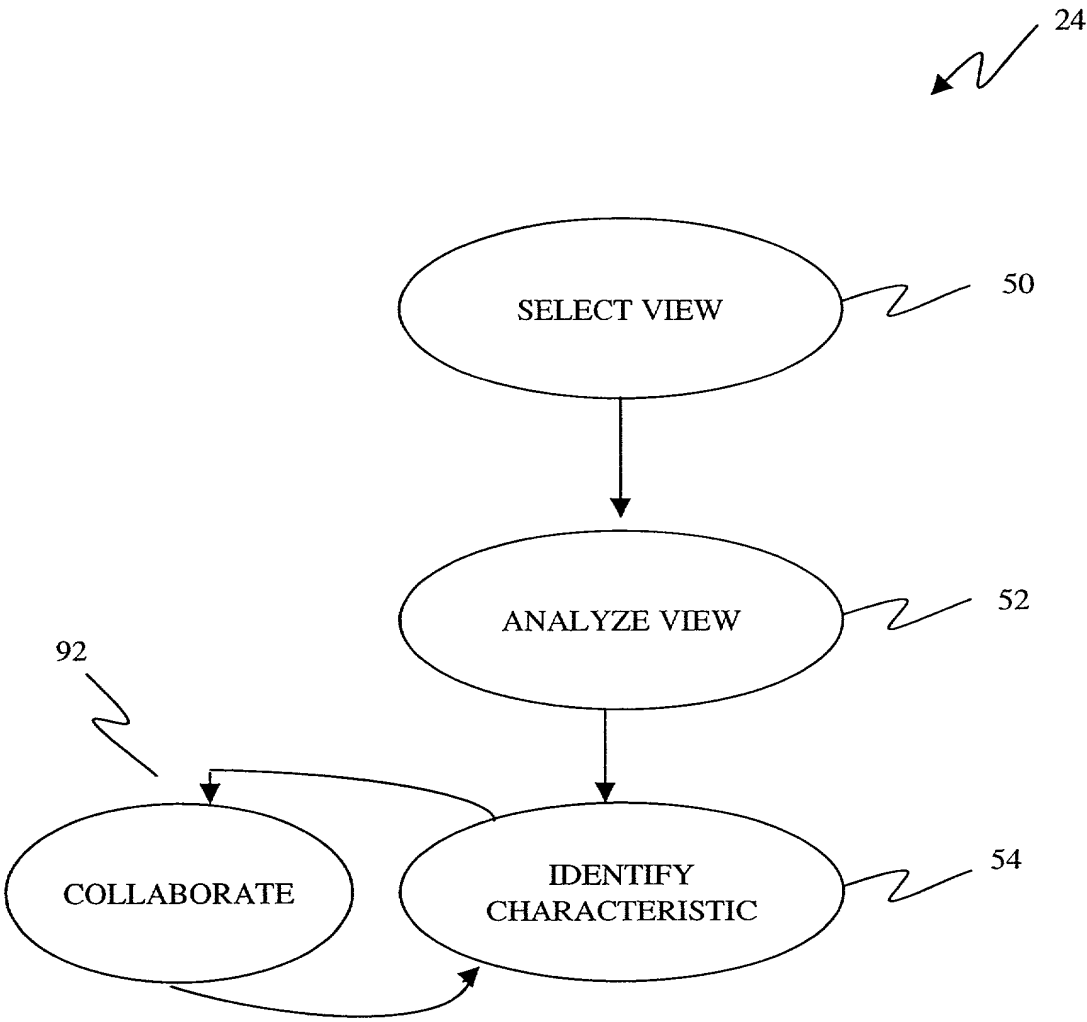 24
SELECT VIEW
50
ANALYZE VIEW
52
92
COLLABORATE
IDENTIFY
CHARACTERISTIC
54